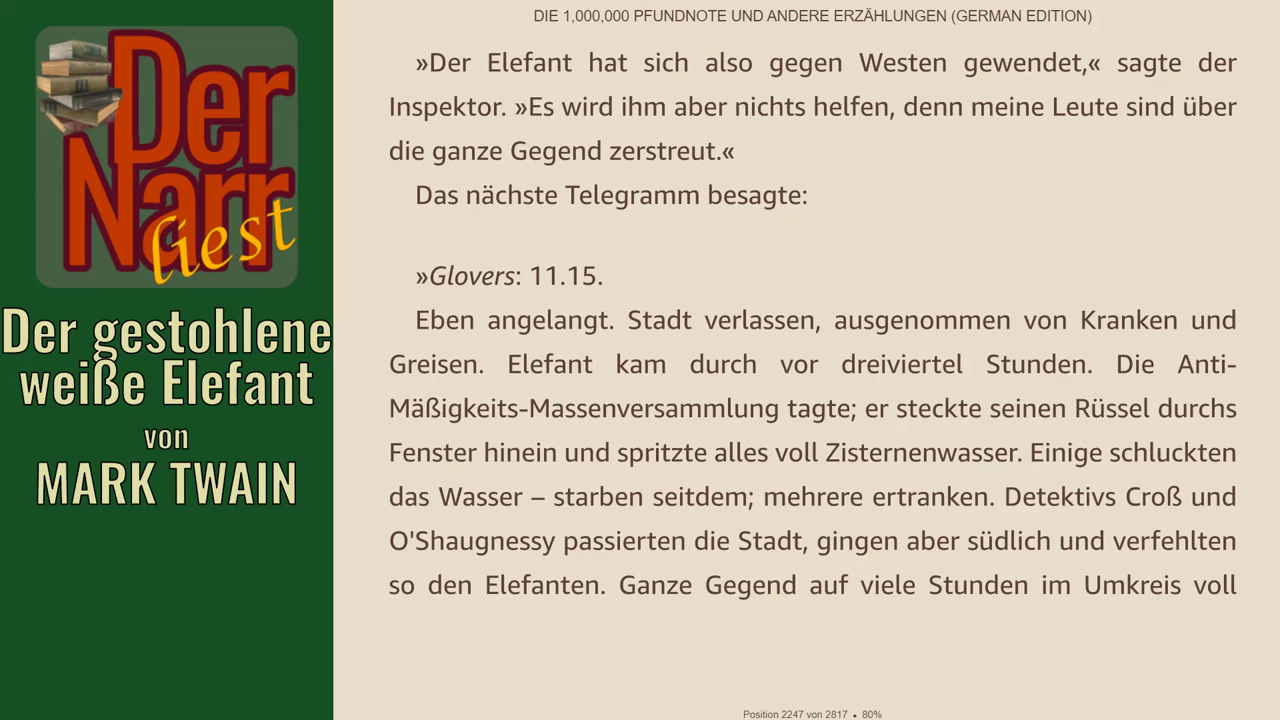 Der
Narr
liest
Der gestohlene
weiße Elefant
von
MARK TWAIN
DIE 1,000,000 PFUNDNOTE UND ANDERE ERZÄHLUNGEN (GERMAN EDITION)
»Der Elefant hat sich also gegen Westen gewendet,« sagte der
Inspektor. »Es wird ihm aber nichts helfen, denn meine Leute sind über
die ganze Gegend zerstreut.«
Das nächste Telegramm besagte:
»Glovers: 11.15.
Eben angelangt. Stadt verlassen, ausgenommen von Kranken und
Greisen. Elefant kam durch vor dreiviertel Stunden. Die Anti-
Mäßigkeits-Massenversammlung tagte; er steckte seinen Rüssel durchs
Fenster hinein und spritzte alles voll Zisternenwasser. Einige schluckten
das Wasser – starben seitdem; mehrere ertranken. Detektivs Croß und
O'Shaugnessy passierten die Stadt, gingen aber südlich und verfehlten
so den Elefanten. Ganze Gegend auf viele Stunden im Umkreis voll
Position 2247 von 2817 • 80%